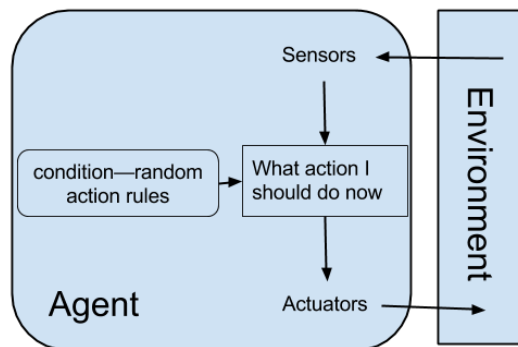 Sensors
Environment
What action I
should do now
condition—random
action rules
Agent
Actuators